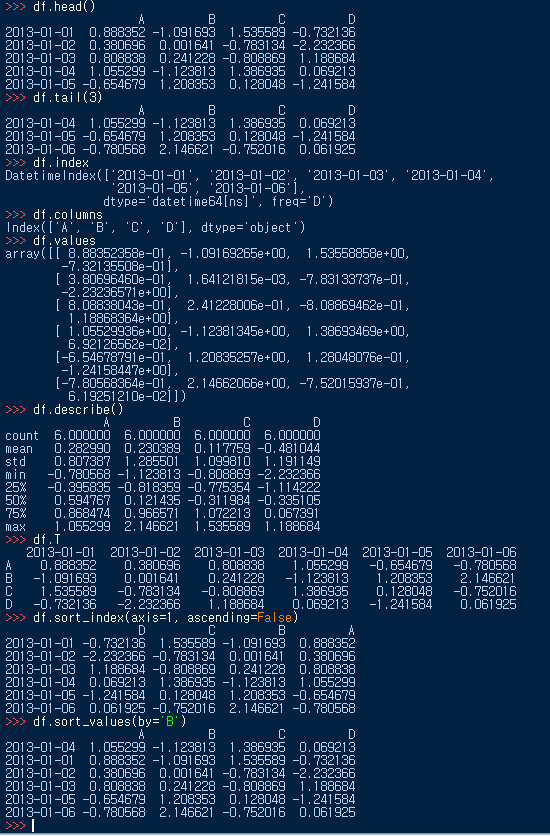 >>> df.head()
                   A         B         C         D
2013-01-01  0.888352 -1.091693  1.535589 -0.732136
2013-01-02  0.380696  0.001641 -0.783134 -2.232366
2013-01-03  0.808838  0.241228 -0.808869  1.188684
2013-01-04  1.055299 -1.123813  1.386935  0.069213
2013-01-05 -0.654679  1.208353  0.128048 -1.241584
>>> df.tail(3)
                   A         B         C         D
2013-01-04  1.055299 -1.123813  1.386935  0.069213
2013-01-05 -0.654679  1.208353  0.128048 -1.241584
2013-01-06 -0.780568  2.146621 -0.752016  0.061925
>>> df.index
DatetimeIndex(['2013-01-01', '2013-01-02', '2013-01-03', '2013-01-04',
               '2013-01-05', '2013-01-06'],
              dtype='datetime64[ns]', freq='D')
>>> df.columns
Index(['A', 'B', 'C', 'D'], dtype='object')
>>> df.values
array([[ 8.88352358e-01, -1.09169265e+00,  1.53558858e+00,
        -7.32135508e-01],
       [ 3.80696460e-01,  1.64121815e-03, -7.83133737e-01,
        -2.23236571e+00],
       [ 8.08838043e-01,  2.41228006e-01, -8.08869462e-01,
         1.18868364e+00],
       [ 1.05529936e+00, -1.12381345e+00,  1.38693469e+00,
         6.92126562e-02],
       [-6.54678791e-01,  1.20835257e+00,  1.28048076e-01,
        -1.24158447e+00],
       [-7.80568364e-01,  2.14662066e+00, -7.52015937e-01,
         6.19251210e-02]])
>>> df.describe()
              A         B         C         D
count  6.000000  6.000000  6.000000  6.000000
mean   0.282990  0.230389  0.117759 -0.481044
std    0.807387  1.285501  1.099810  1.191149
min   -0.780568 -1.123813 -0.808869 -2.232366
25%   -0.395835 -0.818359 -0.775354 -1.114222
50%    0.594767  0.121435 -0.311984 -0.335105
75%    0.868474  0.966571  1.072213  0.067391
max    1.055299  2.146621  1.535589  1.188684
>>> df.T
   2013-01-01  2013-01-02  2013-01-03  2013-01-04  2013-01-05  2013-01-06
A    0.888352    0.380696    0.808838    1.055299   -0.654679   -0.780568
B   -1.091693    0.001641    0.241228   -1.123813    1.208353    2.146621
C    1.535589   -0.783134   -0.808869    1.386935    0.128048   -0.752016
D   -0.732136   -2.232366    1.188684    0.069213   -1.241584    0.061925
>>> df.sort_index(axis=1, ascending=False)
                   D         C         B         A
2013-01-01 -0.732136  1.535589 -1.091693  0.888352
2013-01-02 -2.232366 -0.783134  0.001641  0.380696
2013-01-03  1.188684 -0.808869  0.241228  0.808838
2013-01-04  0.069213  1.386935 -1.123813  1.055299
2013-01-05 -1.241584  0.128048  1.208353 -0.654679
2013-01-06  0.061925 -0.752016  2.146621 -0.780568
>>> df.sort_values(by='B')
                   A         B         C         D
2013-01-04  1.055299 -1.123813  1.386935  0.069213
2013-01-01  0.888352 -1.091693  1.535589 -0.732136
2013-01-02  0.380696  0.001641 -0.783134 -2.232366
2013-01-03  0.808838  0.241228 -0.808869  1.188684
2013-01-05 -0.654679  1.208353  0.128048 -1.241584
2013-01-06 -0.780568  2.146621 -0.752016  0.061925
>>>